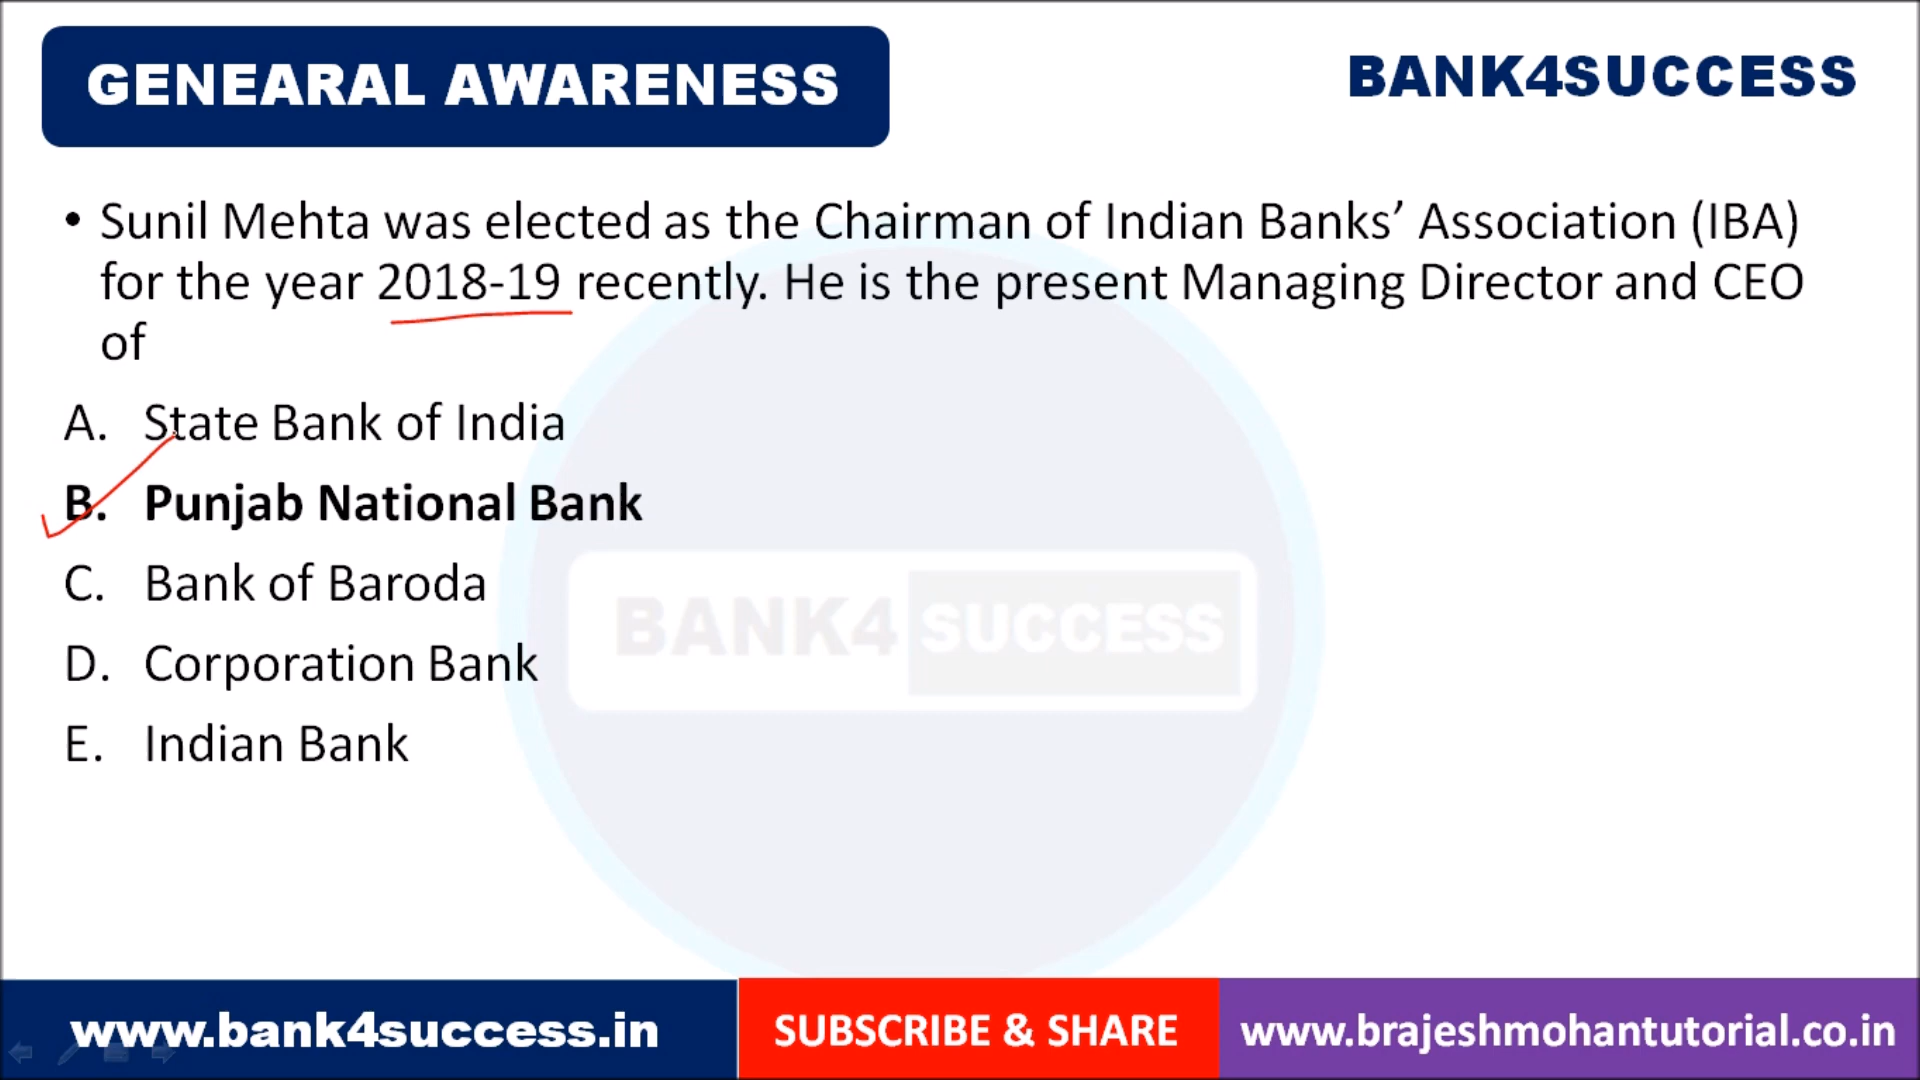 GENEARAL AWARENESS
BANK4SUCCESS
• Sunil Mehta was elected as the Chairman of Indian Banks’ Association (IBA)
for the year 2018-19 recently. He is the present Managing Director and CEO
of
A. State Bank of India
B. Punjab National Bank
C. Bank of Baroda
D. Corporation Bank
E. Indian Bank
BANK4 SUCCESS
www.bank4success.in
SUBSCRIBE & SHARE
www.brajeshmohantutorial.co.in